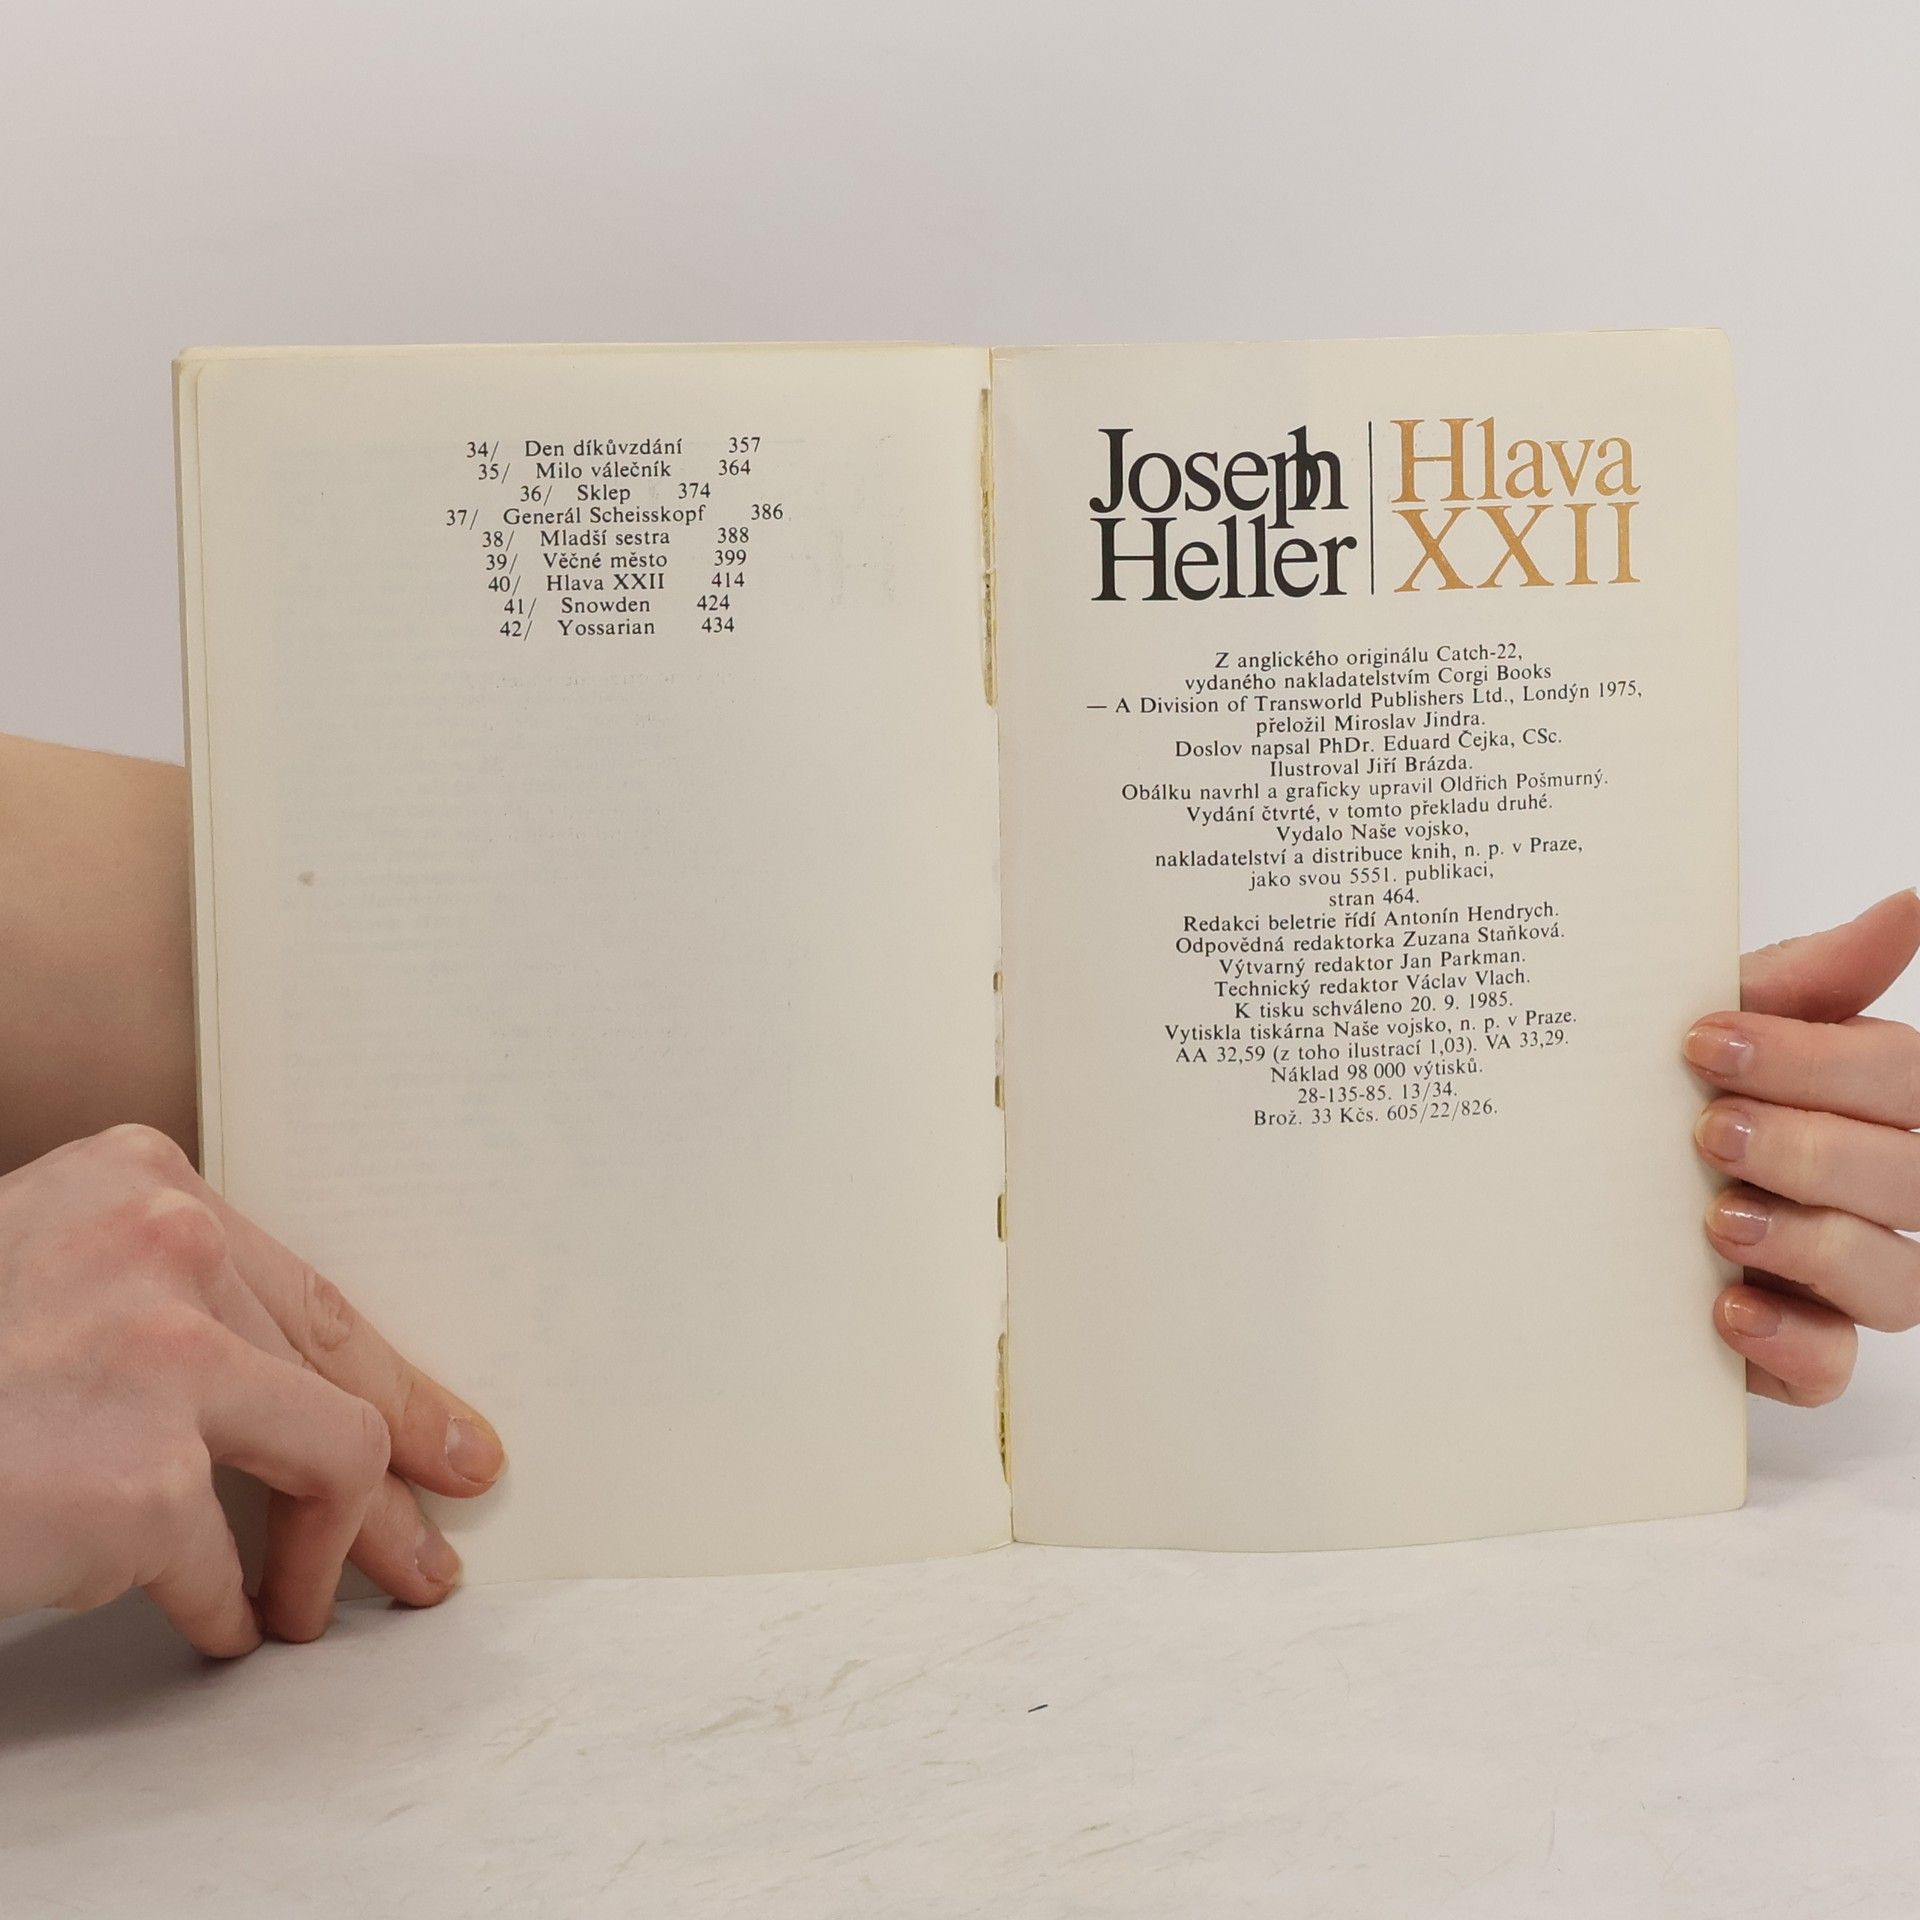 34/ Den díkůvzdání 357
35/ Milo válečník 364
36/ Sklep 374
37/ Generál Scheisskopf 386
38/ Mladší sestra 388
39/ Věčné město 399
40/ Hlava XXII 414
41/ Snowden 424
42/ Yossarian 434
Joseph Heller
Hlava XXII
Z anglického originálu Catch-22,
vydaného nakladatelstvím Corgi Books
— A Division of Transworld Publishers Ltd., Londýn 1975,
přeložil Miroslav Jindra.
Doslov napsal PhDr. Eduard Čejka, CSc.
Ilustroval Jiří Brázda.
Obálku navrhl a graficky upravil Oldřich Pošmurný.
Vydání čtvrté, v tomto překladu druhé.
Vydalo Naše vojsko,
nakladatelství a distribuce knih, n. p. v Praze,
jako svou 5551. publikaci,
stran 464.
Redakci beletrie řídí Antonín Hendrych.
Odpovědná redaktorka Zuzana Staňková.
Výtvarný redaktor Jan Parkman.
Technický redaktor Václav Vlach.
K tisku schváleno 20. 9. 1985.
Vytiskla tiskárna Naše vojsko, n. p. v Praze.
AA 32,59 (z toho ilustrací 1,03). VA 33,29.
Náklad 98 000 výtisků.
28-135-85. 13/34.
Brož. 33 Kčs. 605/22/826.